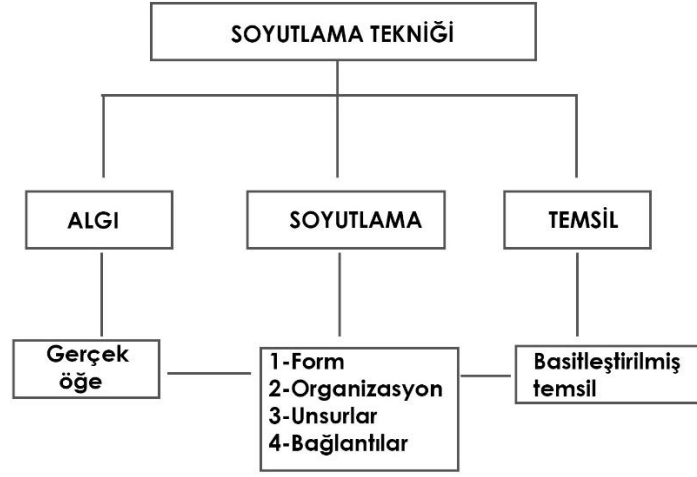 SOYUTLAMA TEKNİĞİ
ALGI
SOYUTLAMA
TEMSİL
Gerçek
öğe
1-Form
2-Organizasyon
3-Unsurlar
4-Bağlantılar
Basitleştirilmiş
temsil